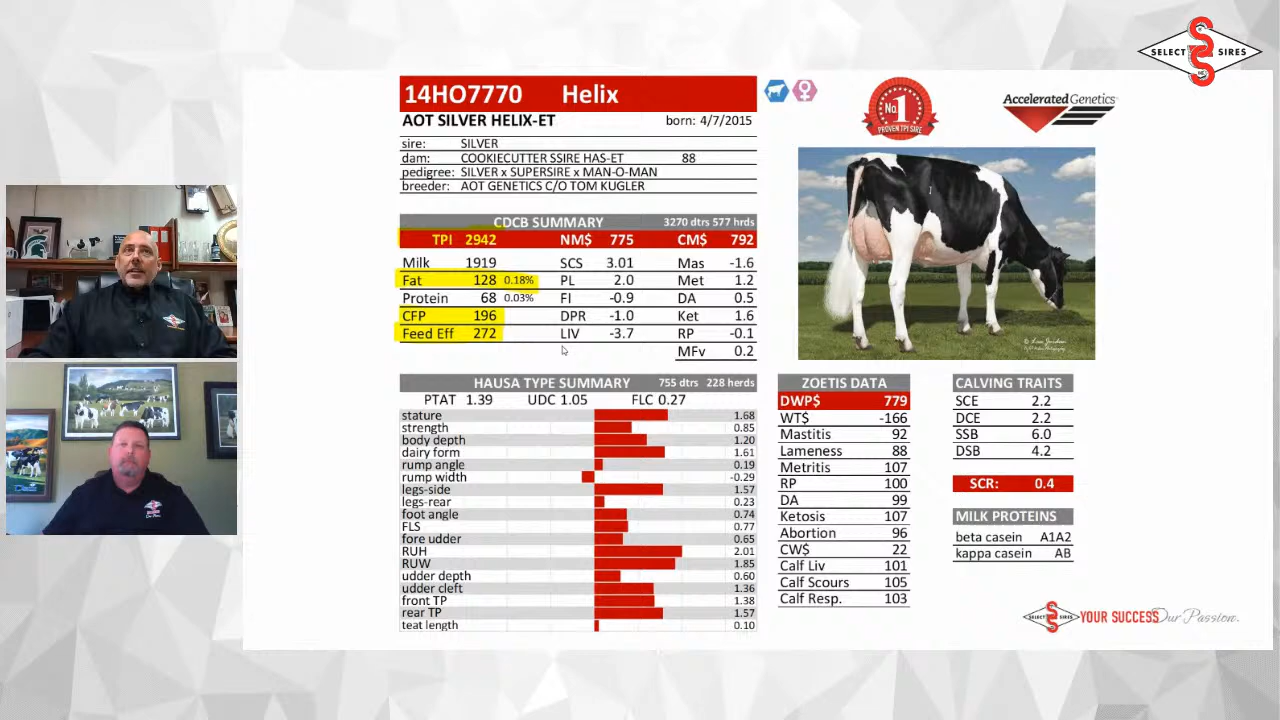 SELECT SIRES INC
14HO7770 Helix
AOT SILVER HELIX-ET born: 4/7/2015
sire: SILVER
dam: COOKIECUTTER SSIRE HAS-ET 88
pedigree: SILVER x SUPERSIRE x MAN-O-MAN
breeder: AOT GENETICS C/O TOM KUGLER
No.1
PROVEN TPI SIRE
Accelerated Genetics
CDCB SUMMARY 3270 dtrs 577 hrds
TPI 2942 NM$ 775 CM$ 792
Milk 1919 SCS 3.01 Mas -1.6
Fat 128 0.18% PL 2.0 Met 1.2
Protein 68 0.03% FI -0.9 DA 0.5
CFP 196 DPR -1.0 Ket 1.6
Feed Eff 272 LIV -3.7 RP -0.1
MFv 0.2
HAUSA TYPE SUMMARY 755 dtrs 228 herds
PTAT 1.39 UDC 1.05 FLC 0.27
stature 1.68
strength 0.85
body depth 1.20
dairy form 1.61
rump angle 0.19
rump width -0.29
legs-side 1.57
legs-rear 0.23
foot angle 0.74
FLS 0.77
fore udder 0.65
RUH 2.01
RUW 1.85
udder depth 0.60
udder cleft 1.36
front TP 1.38
rear TP 1.57
teat length 0.10
ZOETIS DATA
DWP$ 779
WT$ -166
Mastitis 92
Lameness 88
Metritis 107
RP 100
DA 99
Ketosis 107
Abortion 96
CW$ 22
Calf Liv 101
Calf Scours 105
Calf Resp. 103
CALVING TRAITS
SCE 2.2
DCE 2.2
SSB 6.0
DSB 4.2
SCR: 0.4
MILK PROTEINS
beta casein A1A2
kappa casein AB
SELECT SIRES YOUR SUCCESS Our Passion.